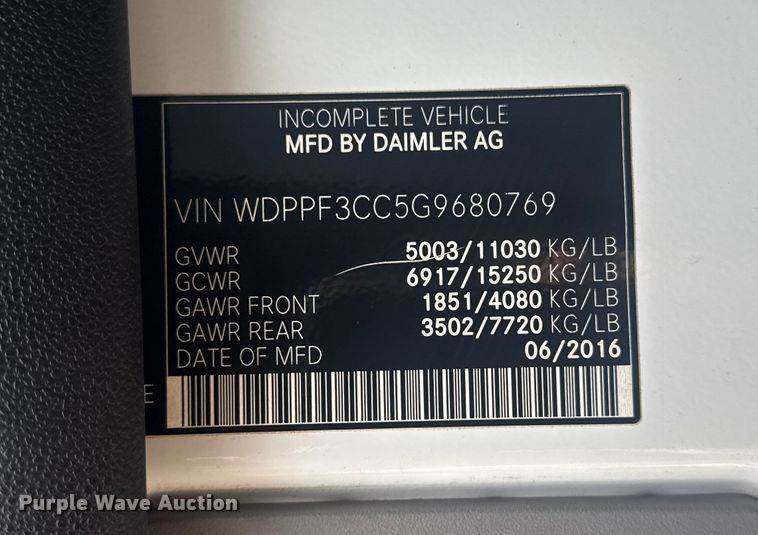 INCOMPLETE VEHICLE
MFD BY DAIMLER AG
VIN WDPPF3CC5G9680769
GVWR 5003/11030 KG/LB
GCWR 6917/15250 KG/LB
GAWR FRONT 1851/4080 KG/LB
GAWR REAR 3502/7720 KG/LB
DATE OF MFD 06/2016
E
Purple Wave Auction